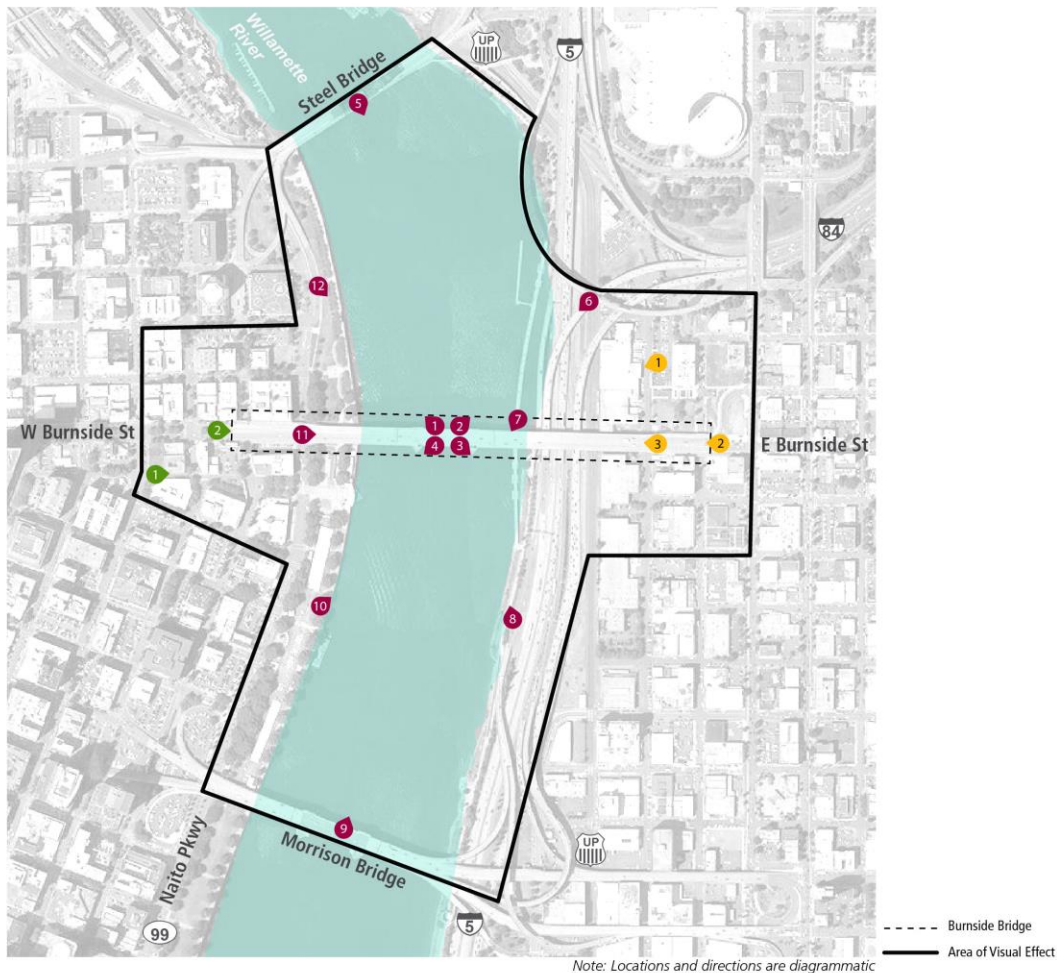 Willamette
River
UP
5
Steel Bridge
5
84
12
6
1
W Burnside St
2
11
1
2
7
4
3
3
2
E Burnside St
1
10
8
9
UP
Morrison Bridge
Naito Pkwy
99
5
Burnside Bridge
Area of Visual Effect
Note: Locations and directions are diagrammatic